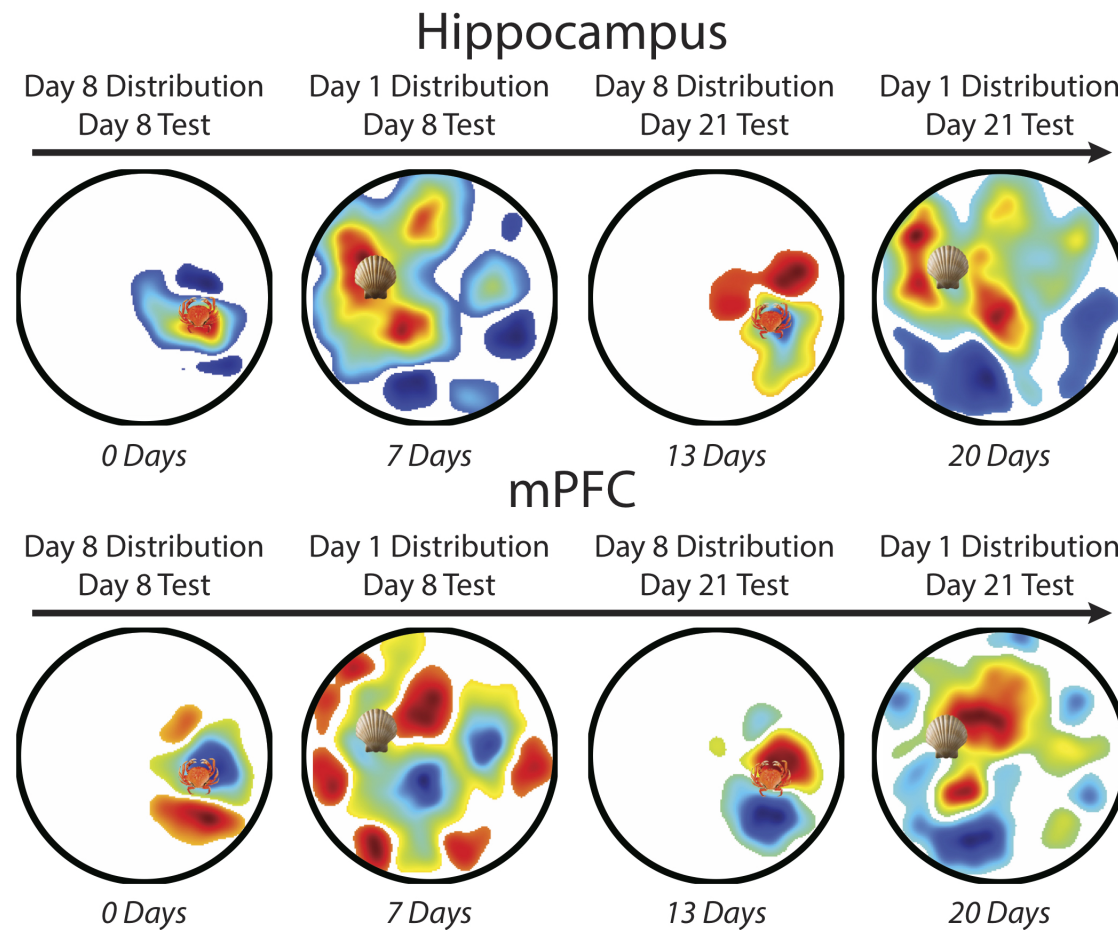 Hippocampus
Day 8 Distribution Day 1 Distribution Day 8 Distribution Day 1 Distribution
Day 8 Test Day 8 Test Day 21 Test Day 21 Test
0 Days 7 Days 13 Days 20 Days
mPFC
Day 8 Distribution Day 1 Distribution Day 8 Distribution Day 1 Distribution
Day 8 Test Day 8 Test Day 21 Test Day 21 Test
0 Days 7 Days 13 Days 20 Days